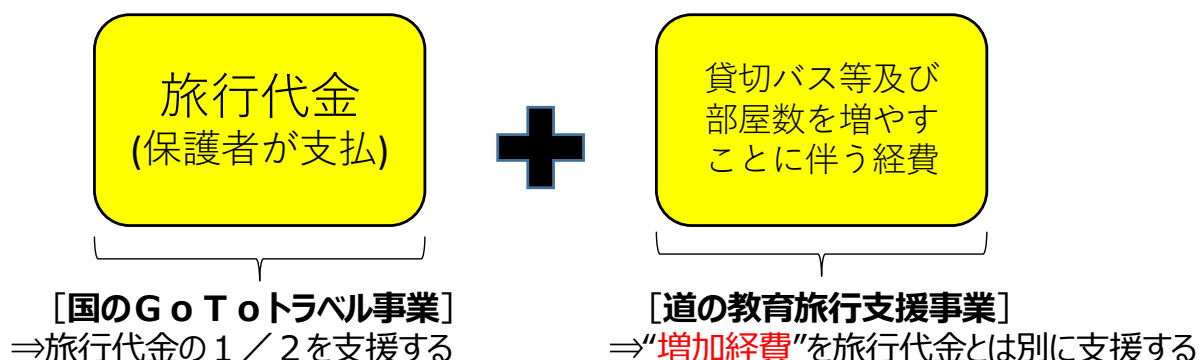 旅行代金
(保護者が支払)
貸切バス等及び
部屋数を増やす
ことに伴う経費
［国のＧｏＴｏトラベル事業］
⇒旅行代金の１／２を支援する
［道の教育旅行支援事業］
⇒“増加経費”を旅行代金とは別に支援する